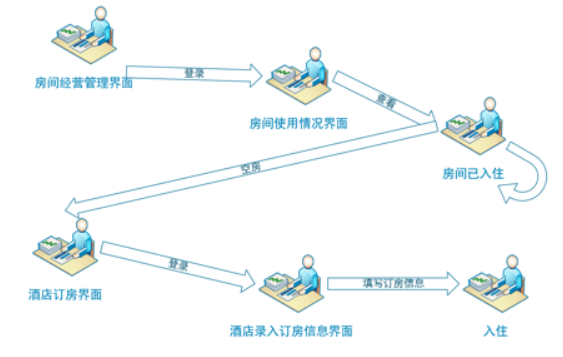 房间经营管理界面
登录
房间使用情况界面
查看
房间已入住
空房
酒店订房界面
登录
酒店录入订房信息界面
填写订房信息
入住